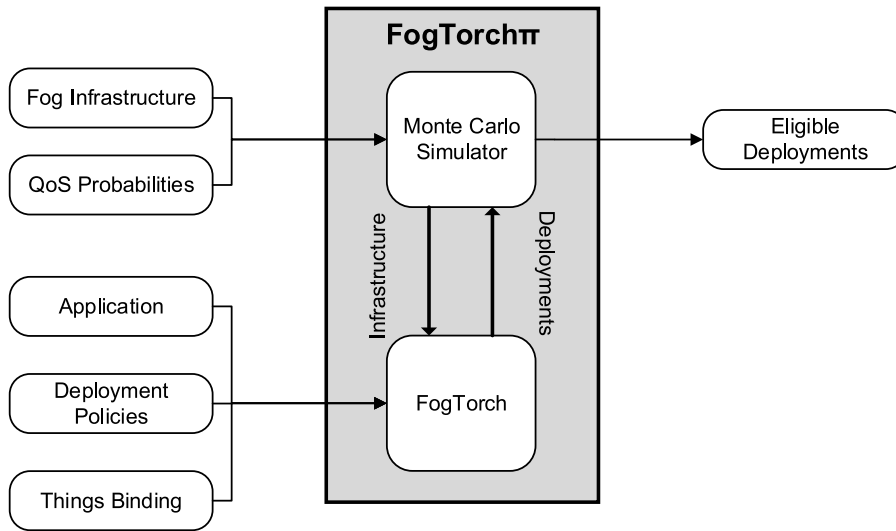 FogTorchπ
Fog Infrastructure
QoS Probabilities
Monte Carlo
Simulator
Eligible
Deployments
Infrastructure
Deployments
Application
Deployment
Policies
Things Binding
FogTorch